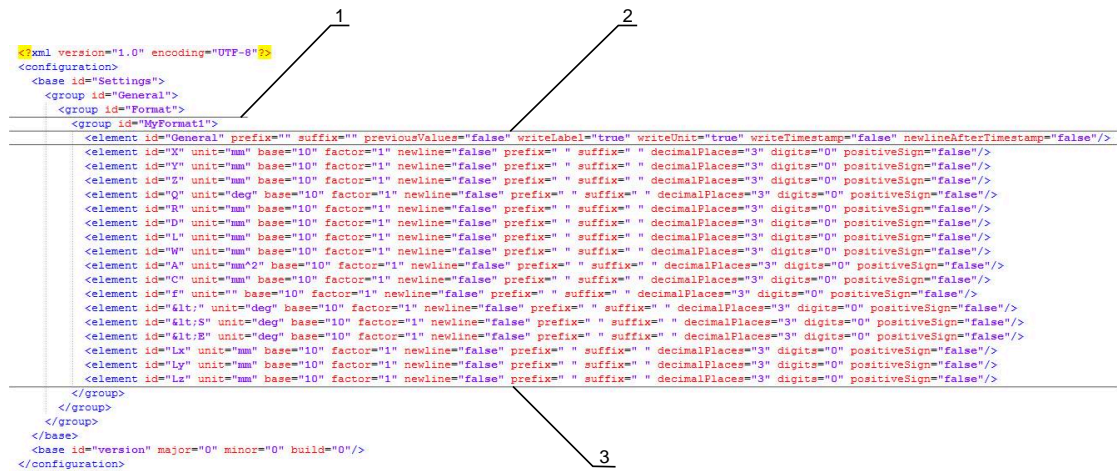 1
2
<?xml version="1.0" encoding="UTF-8"?>
<configuration>
<base id="Settings">
<group id="General">
<group id="Format">
<group id="MyFormat1">
<element id="General" prefix="" suffix="" previousValues="false" writeLabel="true" writeUnit="true" writeTimestamp="false" newlineAfterTimestamp="false"/>
<element id="X" unit="mm" base="10" factor="1" newline="false" prefix=" " suffix=" " decimalPlaces="3" digits="0" positiveSign="false"/>
<element id="Y" unit="mm" base="10" factor="1" newline="false" prefix=" " suffix=" " decimalPlaces="3" digits="0" positiveSign="false"/>
<element id="Z" unit="mm" base="10" factor="1" newline="false" prefix=" " suffix=" " decimalPlaces="3" digits="0" positiveSign="false"/>
<element id="Q" unit="deg" base="10" factor="1" newline="false" prefix=" " suffix=" " decimalPlaces="3" digits="0" positiveSign="false"/>
<element id="R" unit="mm" base="10" factor="1" newline="false" prefix=" " suffix=" " decimalPlaces="3" digits="0" positiveSign="false"/>
<element id="D" unit="mm" base="10" factor="1" newline="false" prefix=" " suffix=" " decimalPlaces="3" digits="0" positiveSign="false"/>
<element id="L" unit="mm" base="10" factor="1" newline="false" prefix=" " suffix=" " decimalPlaces="3" digits="0" positiveSign="false"/>
<element id="W" unit="mm" base="10" factor="1" newline="false" prefix=" " suffix=" " decimalPlaces="3" digits="0" positiveSign="false"/>
<element id="A" unit="mm^2" base="10" factor="1" newline="false" prefix=" " suffix=" " decimalPlaces="3" digits="0" positiveSign="false"/>
<element id="C" unit="mm" base="10" factor="1" newline="false" prefix=" " suffix=" " decimalPlaces="3" digits="0" positiveSign="false"/>
<element id="f" unit="" base="10" factor="1" newline="false" prefix=" " suffix=" " decimalPlaces="3" digits="0" positiveSign="false"/>
<element id="&lt;" unit="deg" base="10" factor="1" newline="false" prefix=" " suffix=" " decimalPlaces="3" digits="0" positiveSign="false"/>
<element id="&lt;S" unit="deg" base="10" factor="1" newline="false" prefix=" " suffix=" " decimalPlaces="3" digits="0" positiveSign="false"/>
<element id="&lt;E" unit="deg" base="10" factor="1" newline="false" prefix=" " suffix=" " decimalPlaces="3" digits="0" positiveSign="false"/>
<element id="Lx" unit="mm" base="10" factor="1" newline="false" prefix=" " suffix=" " decimalPlaces="3" digits="0" positiveSign="false"/>
<element id="Ly" unit="mm" base="10" factor="1" newline="false" prefix=" " suffix=" " decimalPlaces="3" digits="0" positiveSign="false"/>
<element id="Lz" unit="mm" base="10" factor="1" newline="false" prefix=" " suffix=" " decimalPlaces="3" digits="0" positiveSign="false"/>
</group>
</group>
</group>
</base>
<base id="version" major="0" minor="0" build="0"/>
3
</configuration>